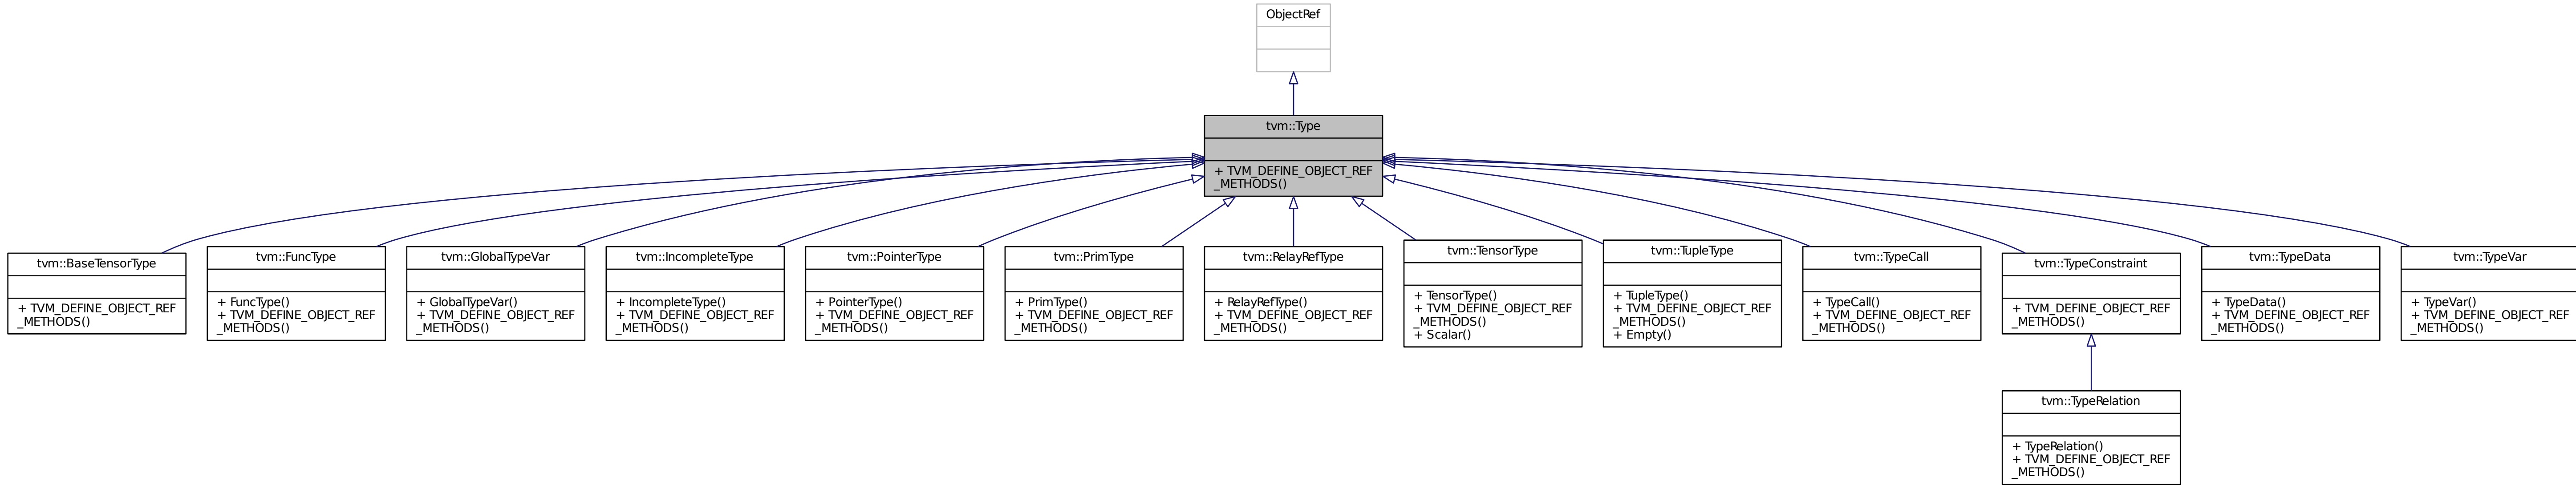 ObjectRef
tvm::Type
+ TVM_DEFINE_OBJECT_REF
_METHODS()
tvm::BaseTensorType
+ TVM_DEFINE_OBJECT_REF
_METHODS()
tvm::FuncType
+ FuncType()
+ TVM_DEFINE_OBJECT_REF
_METHODS()
tvm::GlobalTypeVar
+ GlobalTypeVar()
+ TVM_DEFINE_OBJECT_REF
_METHODS()
tvm::IncompleteType
+ IncompleteType()
+ TVM_DEFINE_OBJECT_REF
_METHODS()
tvm::PointerType
+ PointerType()
+ TVM_DEFINE_OBJECT_REF
_METHODS()
tvm::PrimType
+ PrimType()
+ TVM_DEFINE_OBJECT_REF
_METHODS()
tvm::RelayRefType
+ RelayRefType()
+ TVM_DEFINE_OBJECT_REF
_METHODS()
tvm::TensorType
+ TensorType()
+ TVM_DEFINE_OBJECT_REF
_METHODS()
+ Scalar()
tvm::TupleType
+ TupleType()
+ TVM_DEFINE_OBJECT_REF
_METHODS()
+ Empty()
tvm::TypeCall
+ TypeCall()
+ TVM_DEFINE_OBJECT_REF
_METHODS()
tvm::TypeConstraint
+ TVM_DEFINE_OBJECT_REF
_METHODS()
tvm::TypeData
+ TypeData()
+ TVM_DEFINE_OBJECT_REF
_METHODS()
tvm::TypeVar
+ TypeVar()
+ TVM_DEFINE_OBJECT_REF
_METHODS()
tvm::TypeRelation
+ TypeRelation()
+ TVM_DEFINE_OBJECT_REF
_METHODS()